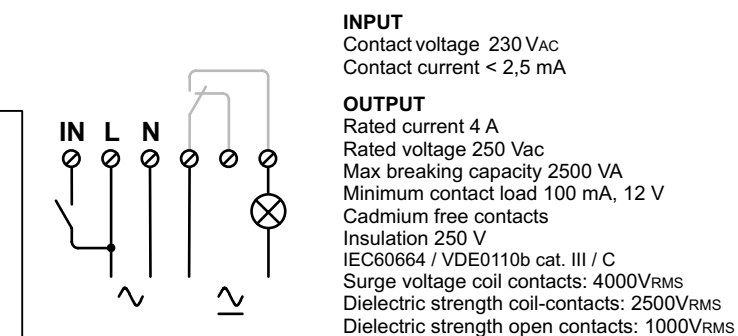 IN L N
INPUT
Contact voltage 230 VAC
Contact current < 2,5 mA
OUTPUT
Rated current 4 A
Rated voltage 250 Vac
Max breaking capacity 2500 VA
Minimum contact load 100 mA, 12 V
Cadmium free contacts
Insulation 250 V
IEC60664 / VDE0110b cat. III / C
Surge voltage coil contacts: 4000VRMS
Dielectric strength coil-contacts: 2500VRMS
Dielectric strength open contacts: 1000VRMS